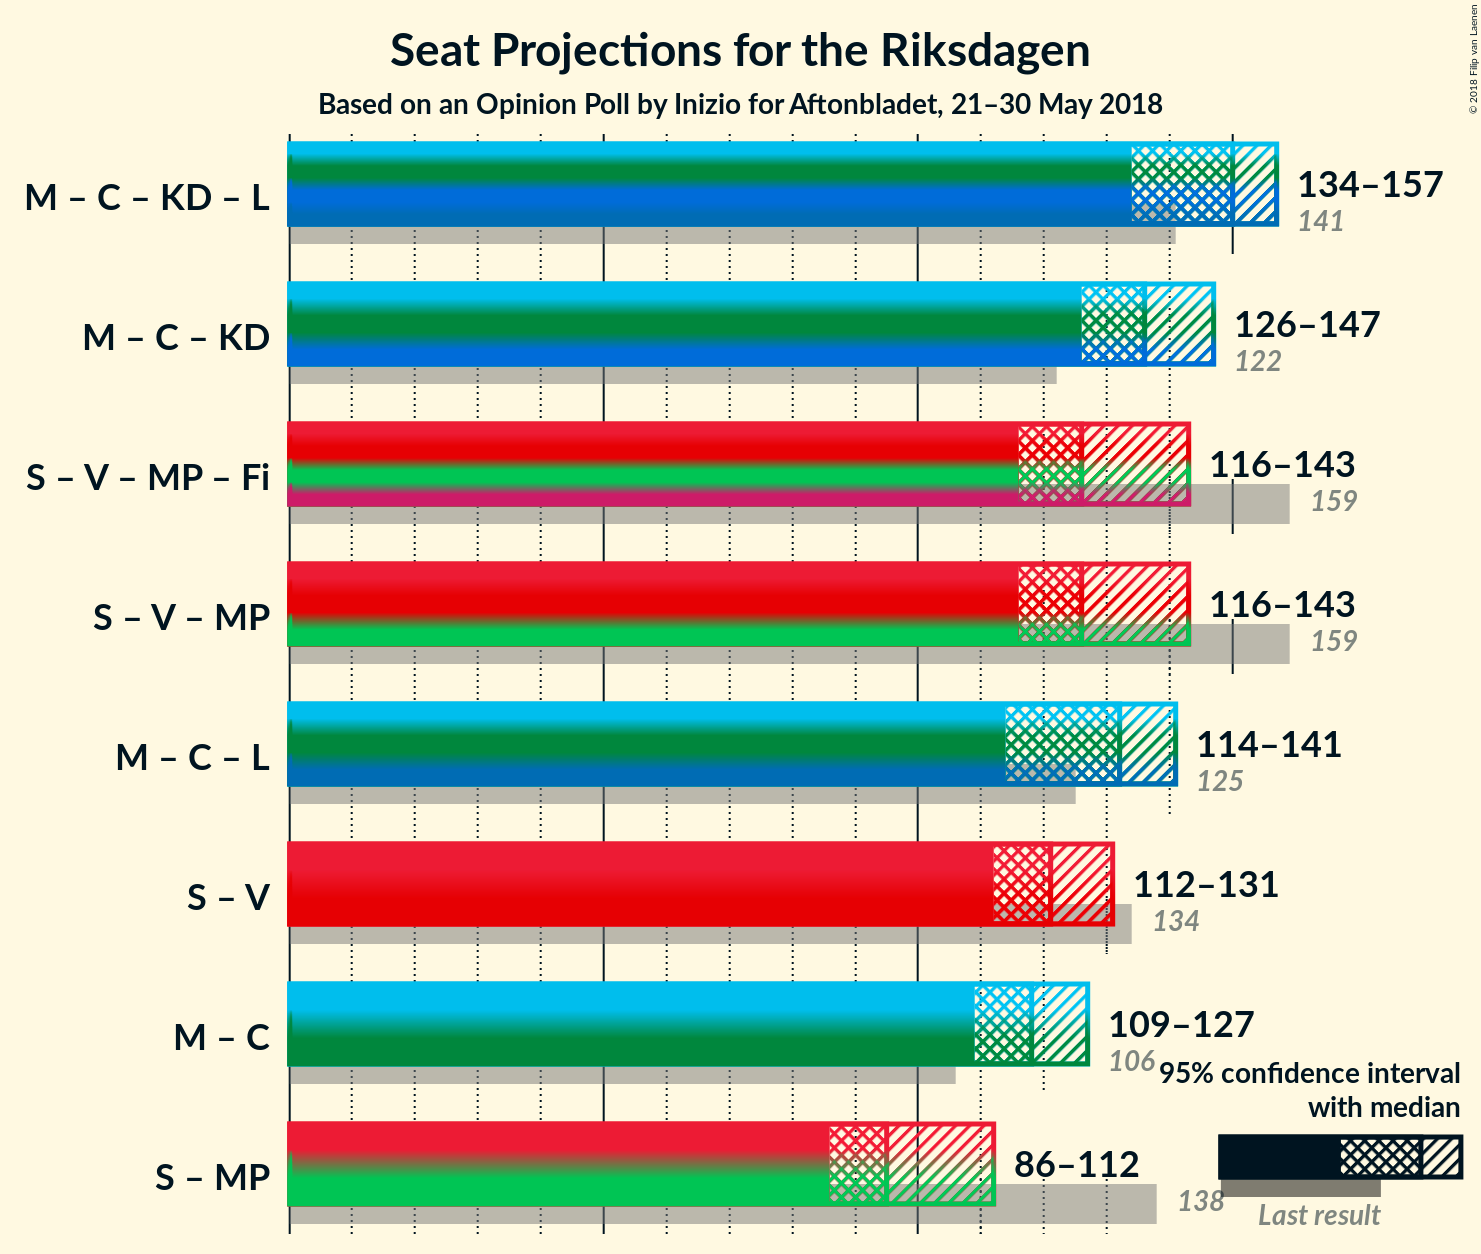 Seat Projections for the Riksdagen
Based on an Opinion Poll by Inizio for Aftonbladet, 21–30 May 2018
© 2018 Filip van Laenen
M – C – KD – L
134–157
141
M – C – KD
126–147
122
S – V – MP – Fi
116–143
159
S – V – MP
116–143
159
M – C – L
114–141
125
S – V
112–131
134
M – C
109–127
106
S – MP
86–112
138
95% confidence interval
with median
Last result